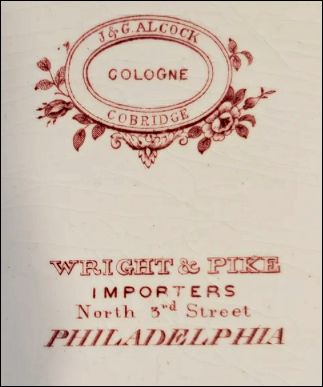 J & G. ALCOCK
COLOGNE
COBRIDGE
WRIGHT & PIKE
IMPORTERS
North 3rd Street
PHILADELPHIA